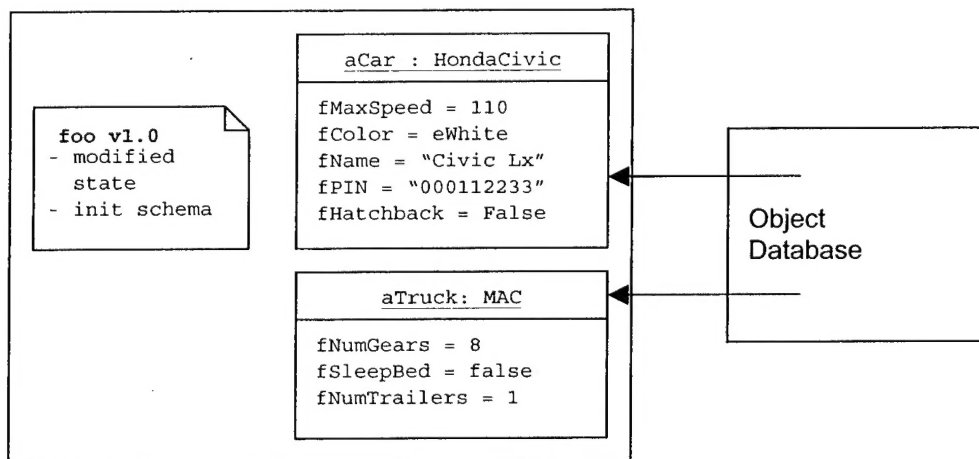 foo v1.0
- modified
state
- init schema
aCar : HondaCivic
fMaxSpeed = 110
fColor = eWhite
fName = “Civic Lx”
fPIN = “000112233”
fHatchback = False
aTruck: MAC
fNumGears = 8
fSleepBed = false
fNumTrailers = 1
Object
Database